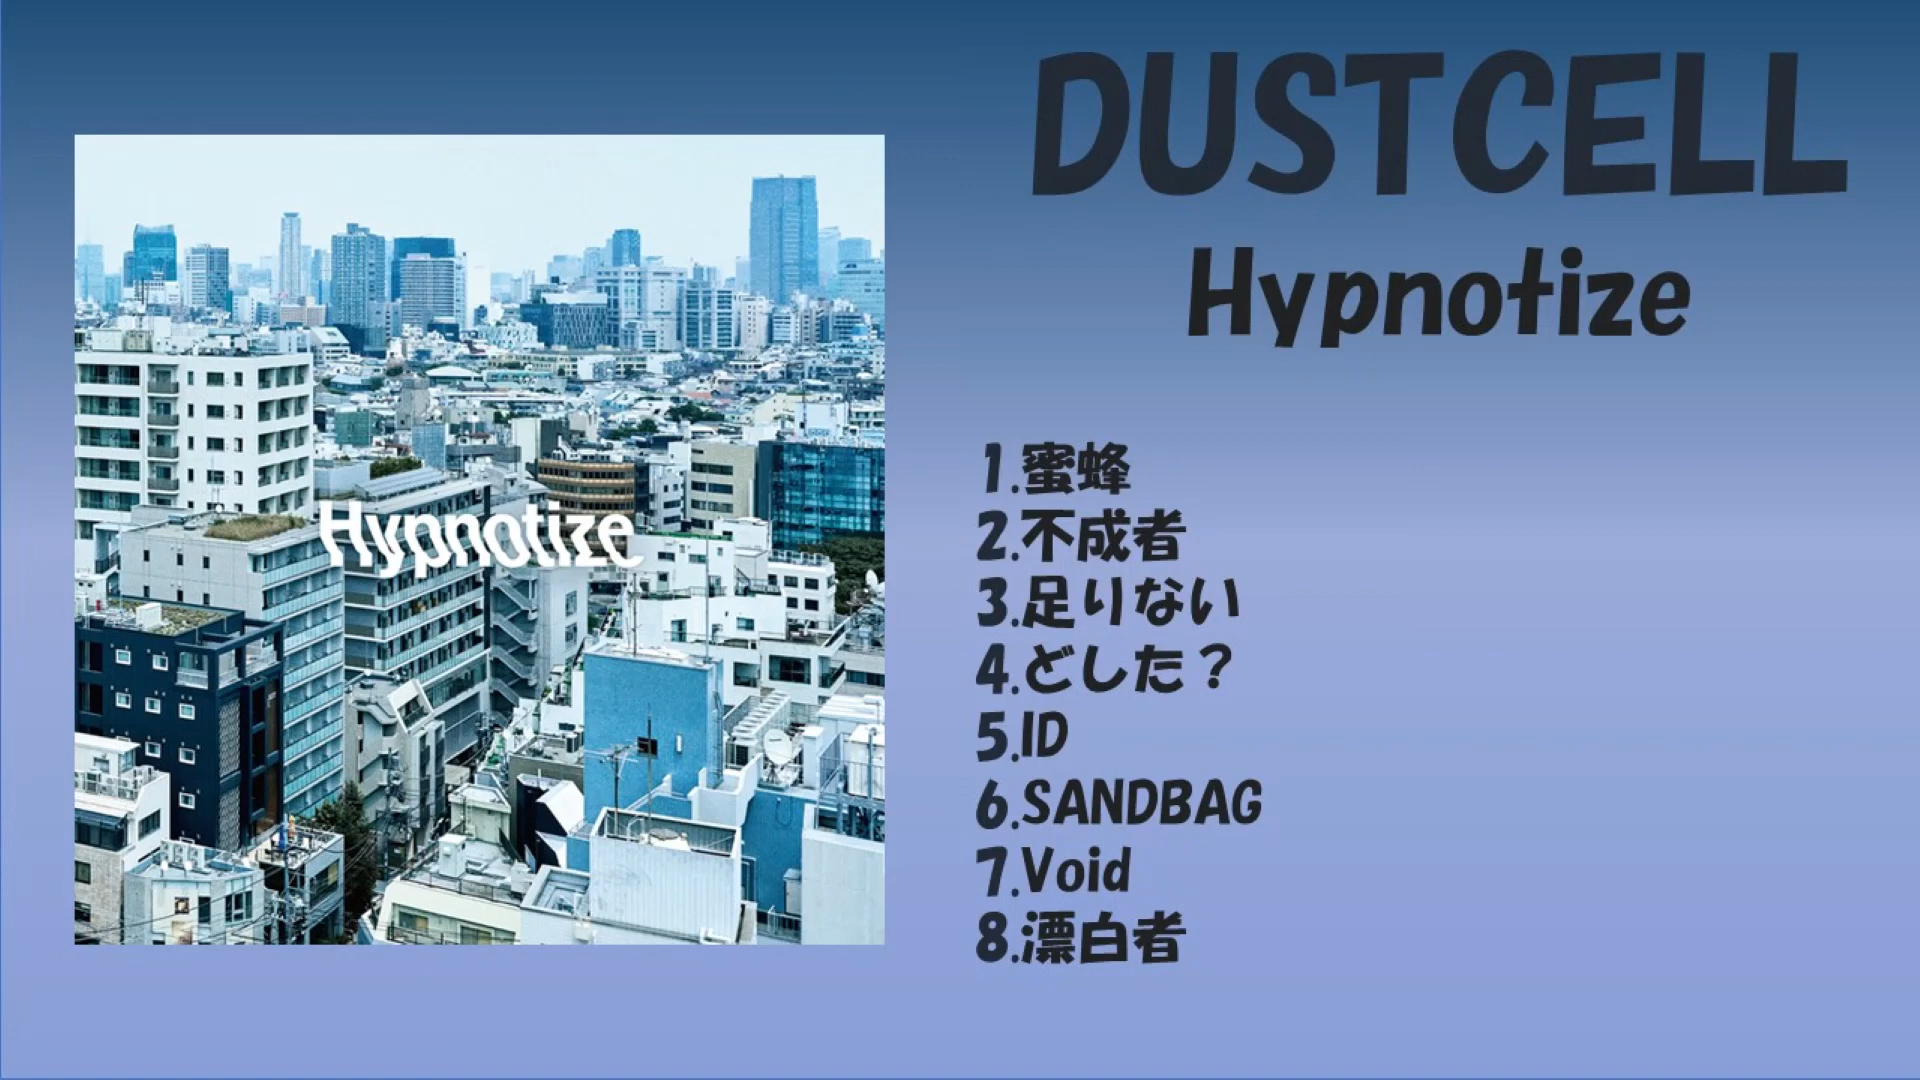 DUSTCELL
Hypnotize
Hypnotize
1.蜜蜂
2.不成者
3.足りない
4.どした？
5.ID
6.SANDBAG
7.Void
8.漂白者